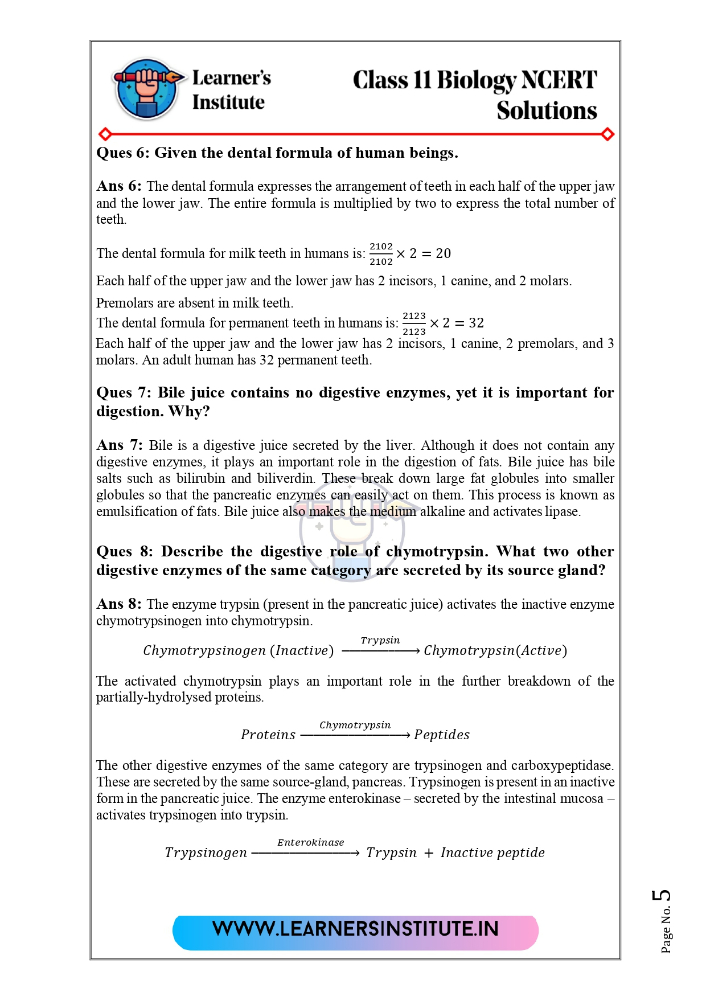 Learner's
Institute
Class 11 Biology NCERT
Solutions
Ques 6: Given the dental formula of human beings.
Ans 6: The dental formula expresses the arrangement of teeth in each half of the upper jaw
and the lower jaw. The entire formula is multiplied by two to express the total number of
teeth.
The dental formula for milk teeth in humans is: 2102/2102 × 2 = 20
Each half of the upper jaw and the lower jaw has 2 incisors, 1 canine, and 2 molars.
Premolars are absent in milk teeth.
The dental formula for permanent teeth in humans is: 2123/2123 × 2 = 32
Each half of the upper jaw and the lower jaw has 2 incisors, 1 canine, 2 premolars, and 3
molars. An adult human has 32 permanent teeth.
Ques 7: Bile juice contains no digestive enzymes, yet it is important for
digestion. Why?
Ans 7: Bile is a digestive juice secreted by the liver. Although it does not contain any
digestive enzymes, it plays an important role in the digestion of fats. Bile juice has bile
salts such as bilirubin and biliverdin. These break down large fat globules into smaller
globules so that the pancreatic enzymes can easily act on them. This process is known as
emulsification of fats. Bile juice also makes the medium alkaline and activates lipase.
Ques 8: Describe the digestive role of chymotrypsin. What two other
digestive enzymes of the same category are secreted by its source gland?
Ans 8: The enzyme trypsin (present in the pancreatic juice) activates the inactive enzyme
chymotrypsinogen into chymotrypsin.
Trypsin
Chymotrypsinogen (Inactive) → Chymotrypsin(Active)
The activated chymotrypsin plays an important role in the further breakdown of the
partially-hydrolysed proteins.
Chymotrypsin
Proteins → Peptides
The other digestive enzymes of the same category are trypsinogen and carboxypeptidase.
These are secreted by the same source-gland, pancreas. Trypsinogen is present in an inactive
form in the pancreatic juice. The enzyme enterokinase – secreted by the intestinal mucosa –
activates trypsinogen into trypsin.
Enterokinase
Trypsinogen → Trypsin + Inactive peptide
WWW.LEARNERSINSTITUTE.IN
Page No. 5